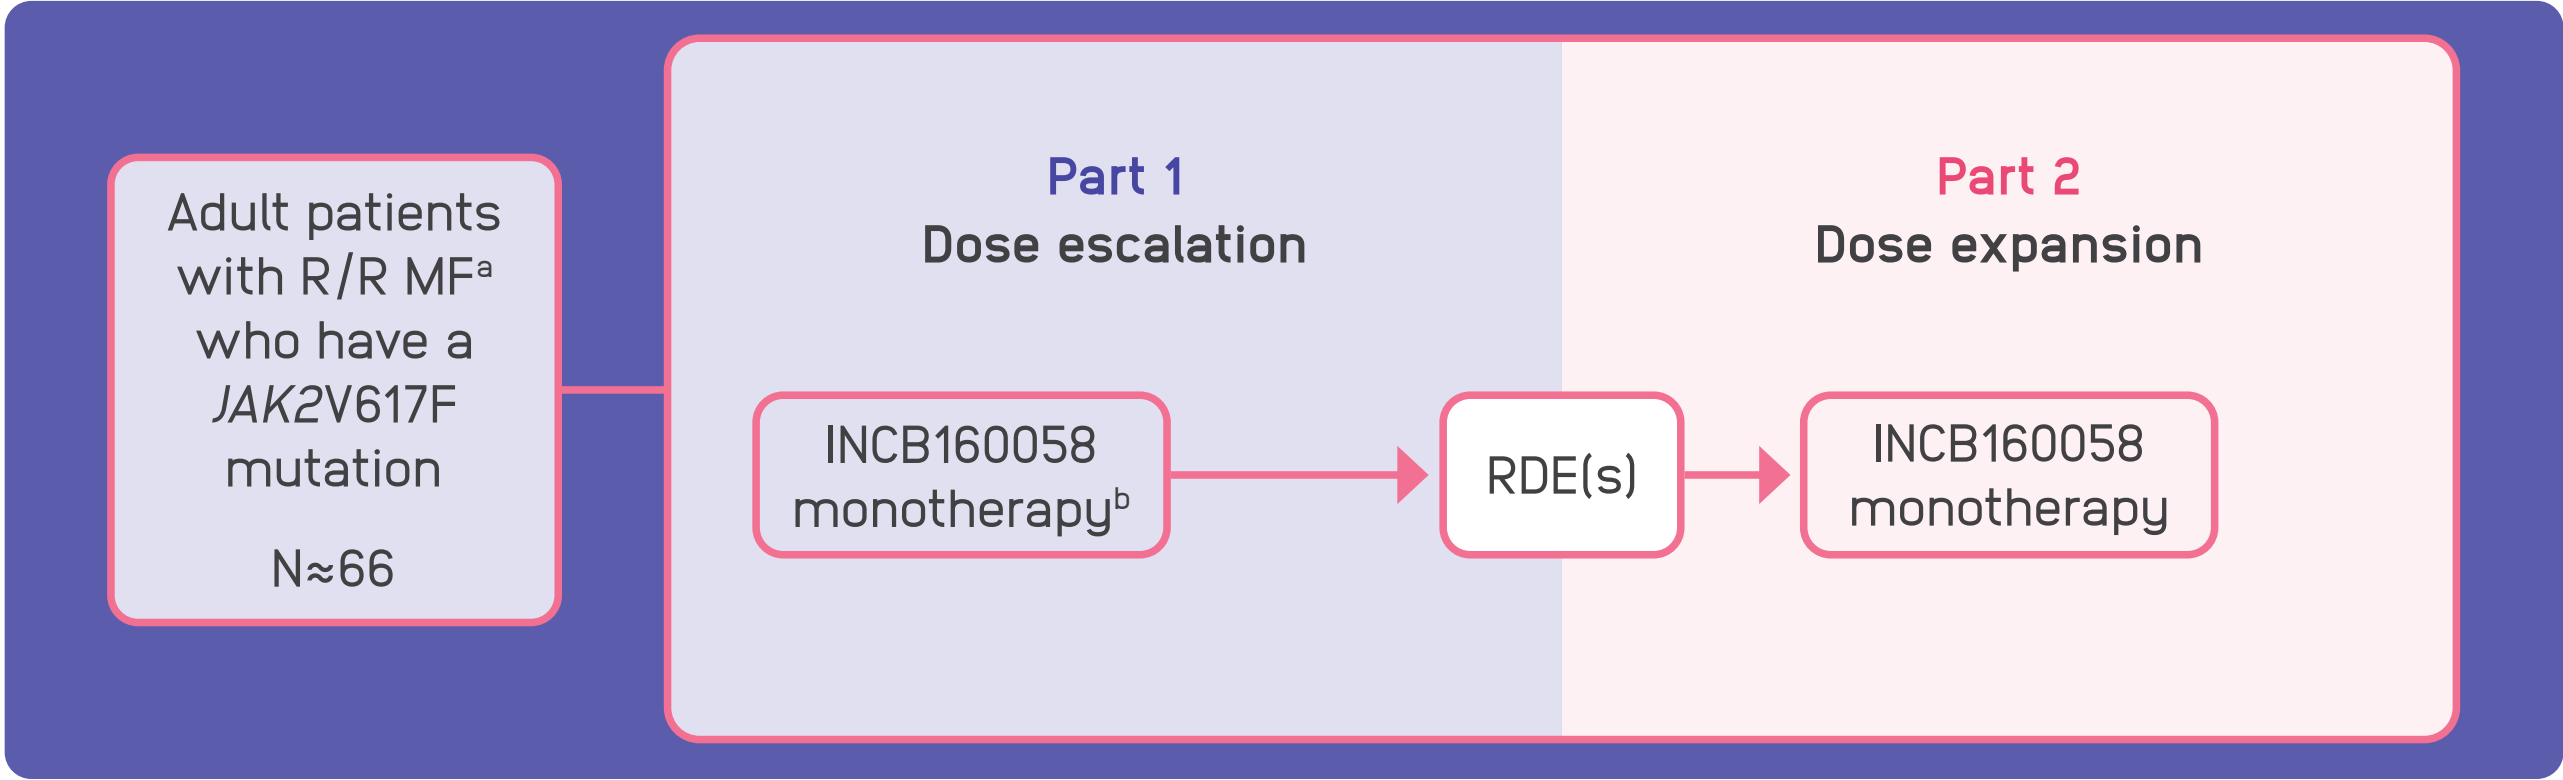 Adult patients
with R/R MFa
who have a
JAK2V617F
mutation
N≈66
Part 1
Dose escalation
INCB160058
monotherapyb
RDE(s)
Part 2
Dose expansion
INCB160058
monotherapy